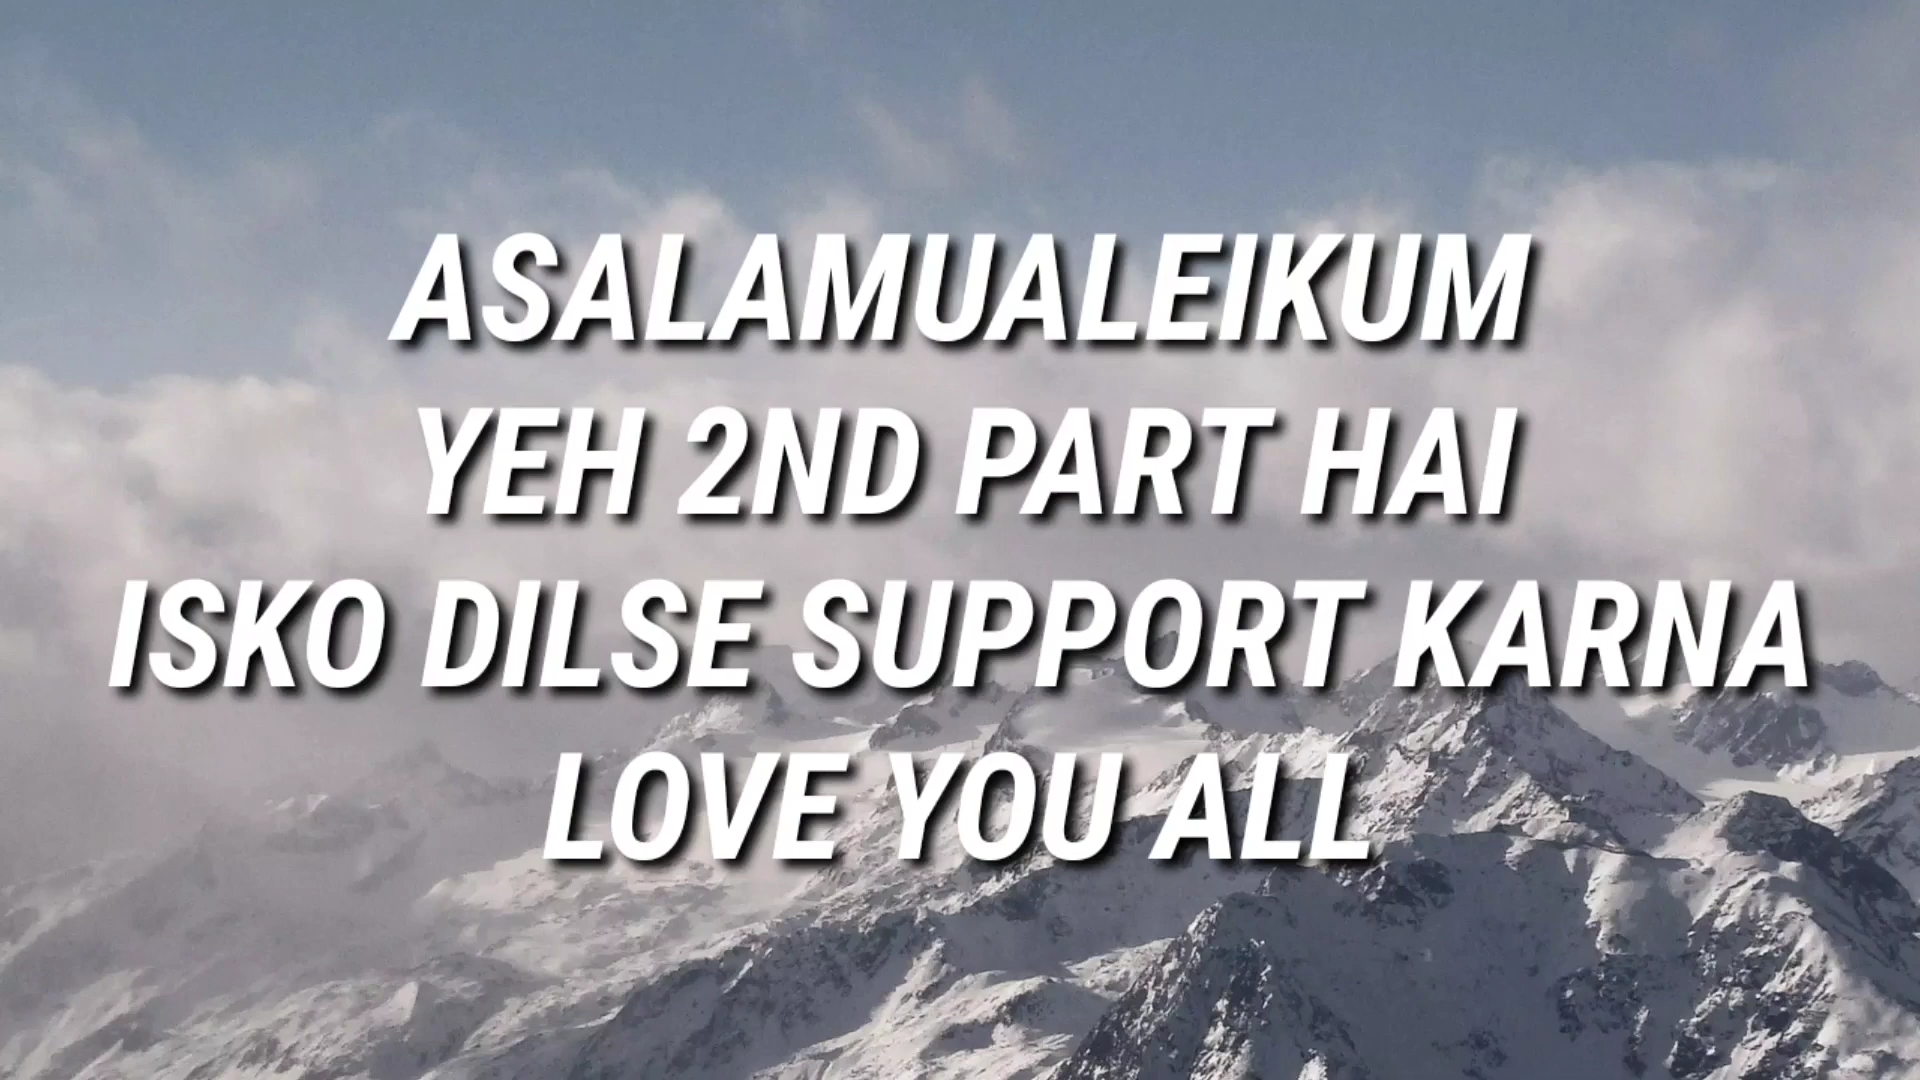 ASALAMUALEIKUM
YEH 2ND PART HAI
ISKO DILSE SUPPORT KARNA
LOVE YOU ALL